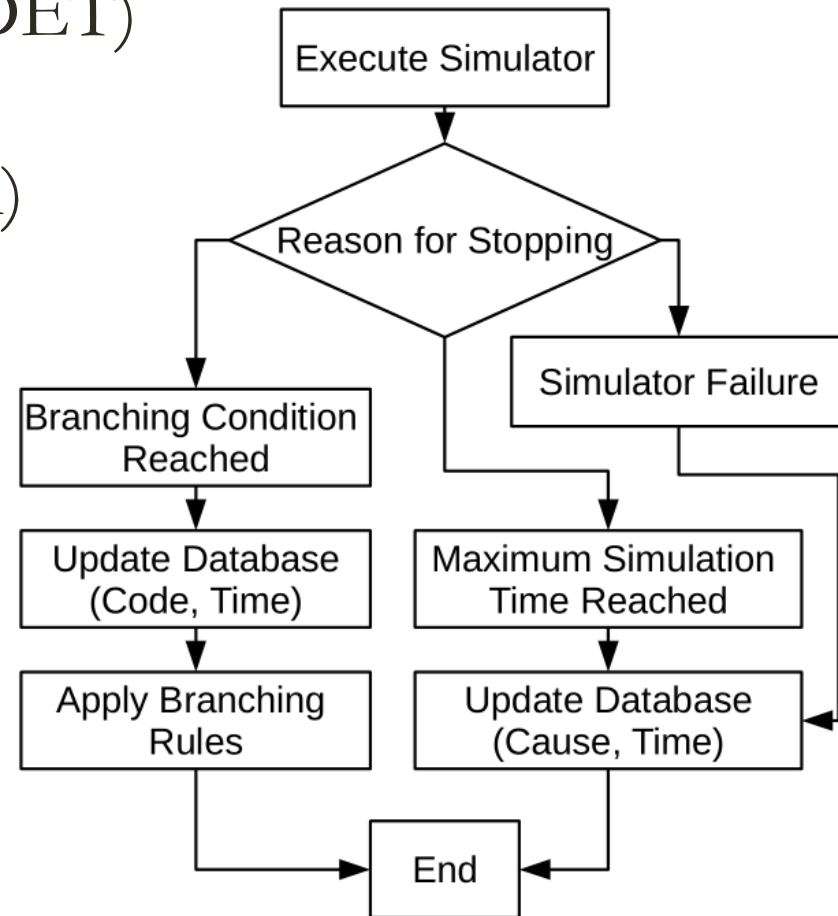 DET)
Execute Simulator
)
Reason for Stopping
Simulator Failure
Branching Condition
Reached
Update Database
(Code, Time)
Maximum Simulation
Time Reached
Apply Branching
Rules
Update Database
(Cause, Time)
End